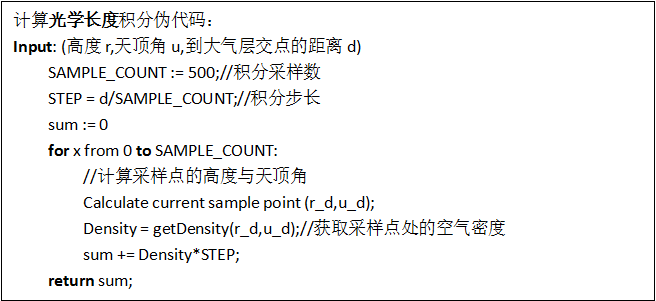 计算光学长度积分伪代码：
Input: (高度 r,天顶角 u,到大气层交点的距离 d)
SAMPLE_COUNT := 500;//积分采样数
STEP = d/SAMPLE_COUNT;//积分步长
sum := 0
for x from 0 to SAMPLE_COUNT:
//计算采样点的高度与天顶角
Calculate current sample point (r_d,u_d);
Density = getDensity(r_d,u_d);//获取采样点处的空气密度
sum += Density*STEP;
return sum;